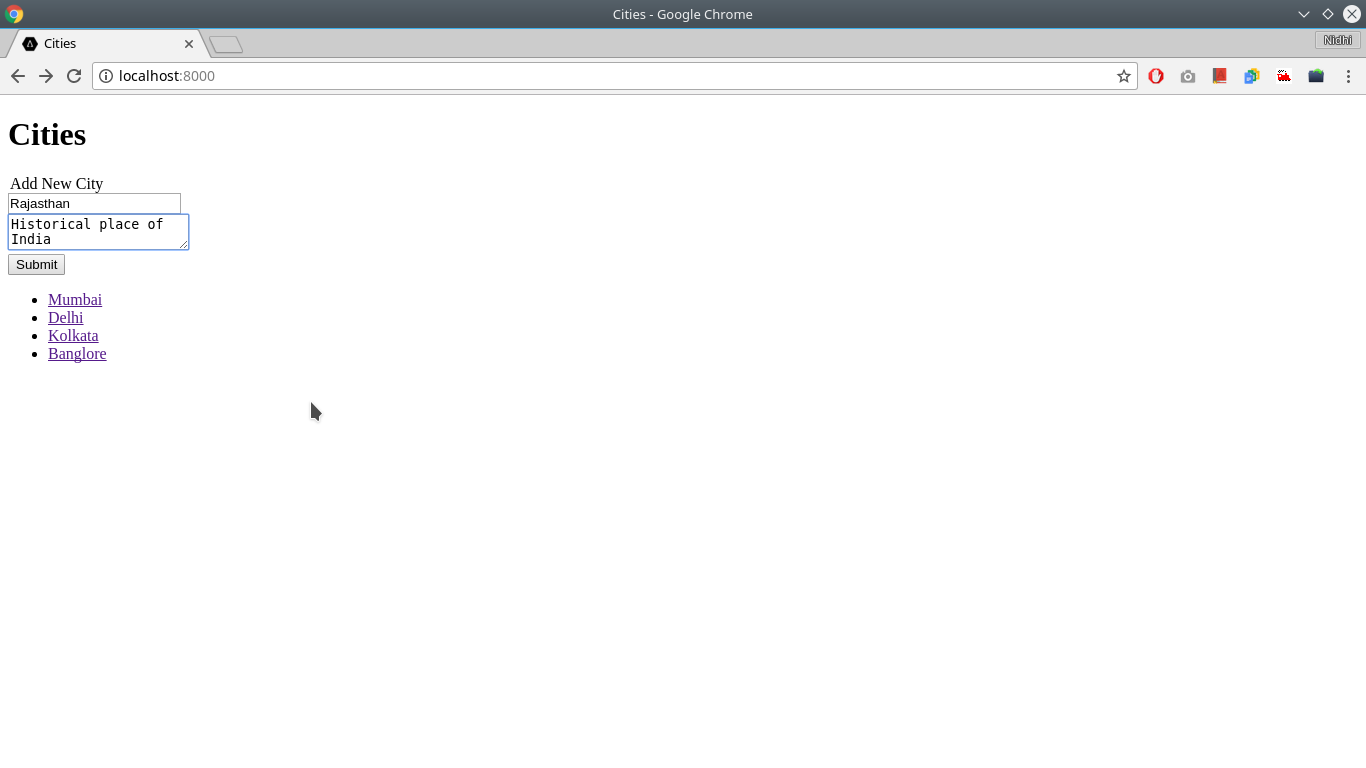 Cities - Google Chrome
Cities
Nidhi
localhost:8000
Cities
Add New City
Rajasthan
Historical place of
India
Submit
Mumbai
Delhi
Kolkata
Banglore